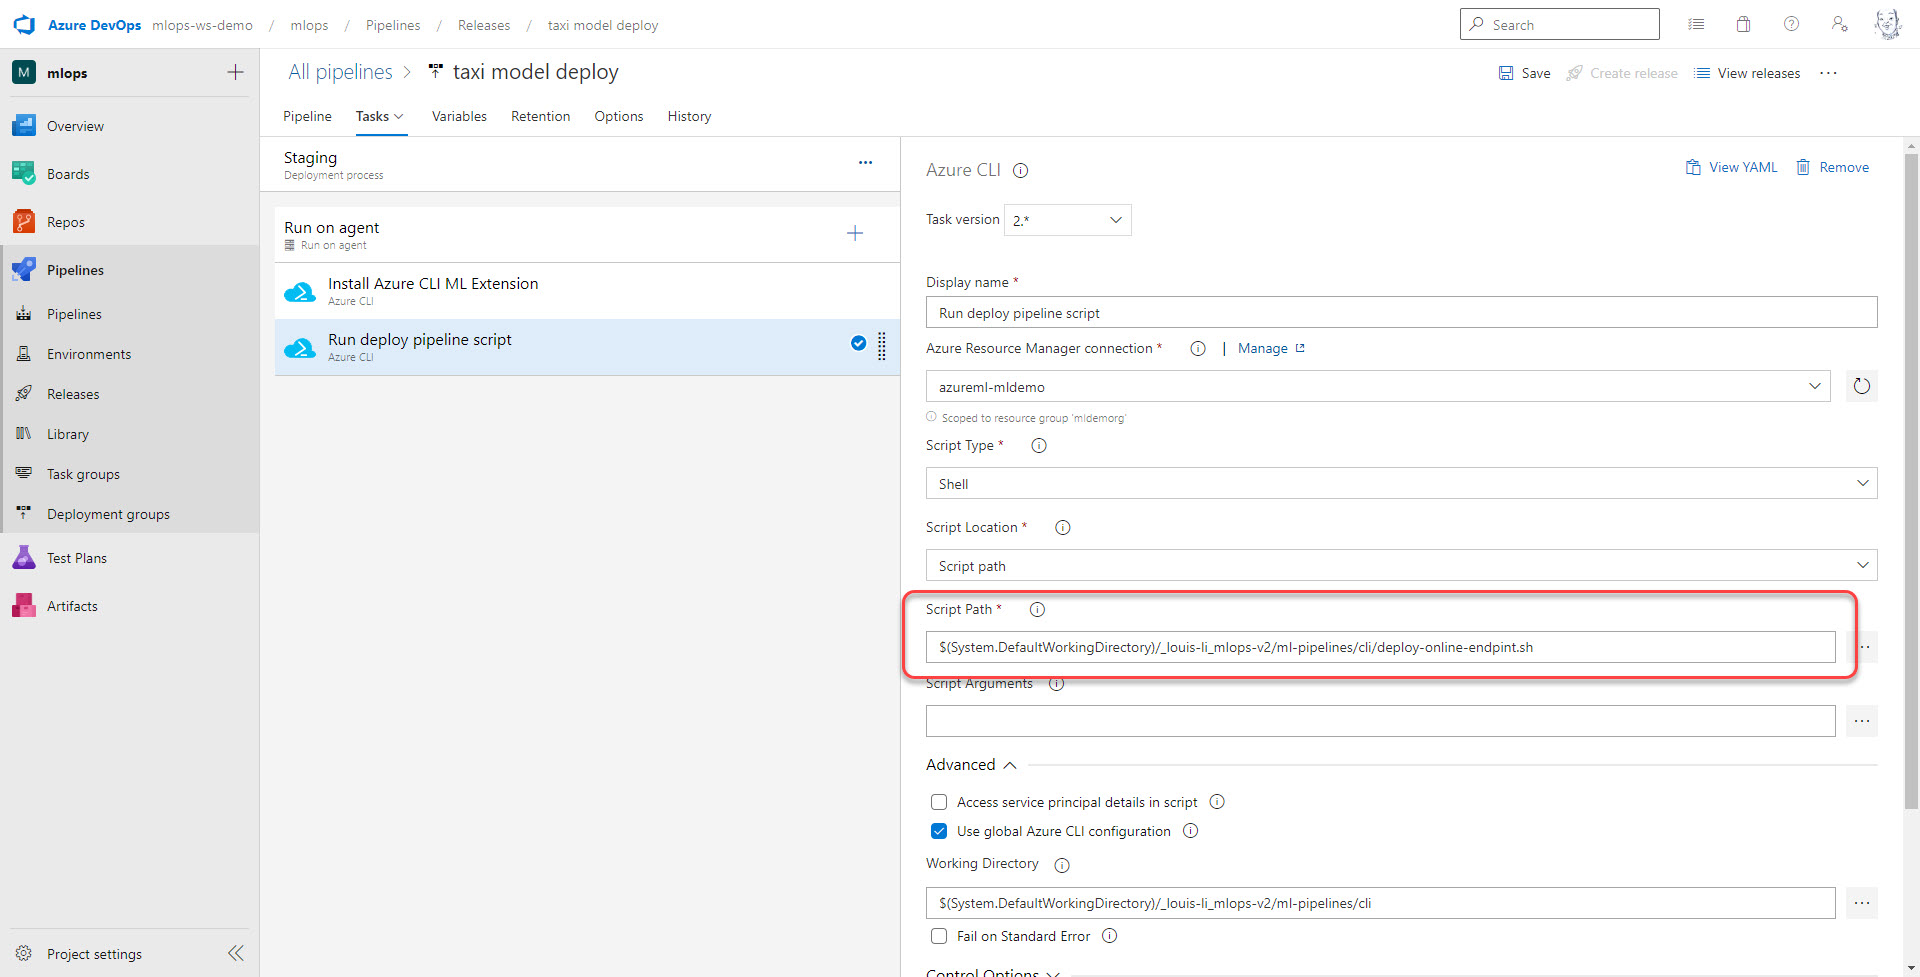 Azure DevOps mlops-ws-demo / mlops / Pipelines / Releases / taxi model deploy
Search
M mlops
Overview
Boards
Repos
Pipelines
Pipelines
Environments
Releases
Library
Task groups
Deployment groups
Test Plans
Artifacts
Project settings
All pipelines > taxi model deploy
Save Create release View releases ...
Pipeline Tasks Variables Retention Options History
Staging
Deployment process
...
Run on agent
Run on agent
Install Azure CLI ML Extension
Azure CLI
Run deploy pipeline script
Azure CLI
Azure CLI
View YAML Remove
Task version 2.*
Display name *
Run deploy pipeline script
Azure Resource Manager connection * | Manage
azureml-mldemo
Scoped to resource group 'mldemorg'
Script Type *
Shell
Script Location *
Script path
Script Path *
$(System.DefaultWorkingDirectory)/_louis-li_mlops-v2/ml-pipelines/cli/deploy-online-endpint.sh
Script Arguments
...
Advanced
Access service principal details in script
Use global Azure CLI configuration
Working Directory
$(System.DefaultWorkingDirectory)/_louis-li_mlops-v2/ml-pipelines/cli
...
Fail on Standard Error
Control Options